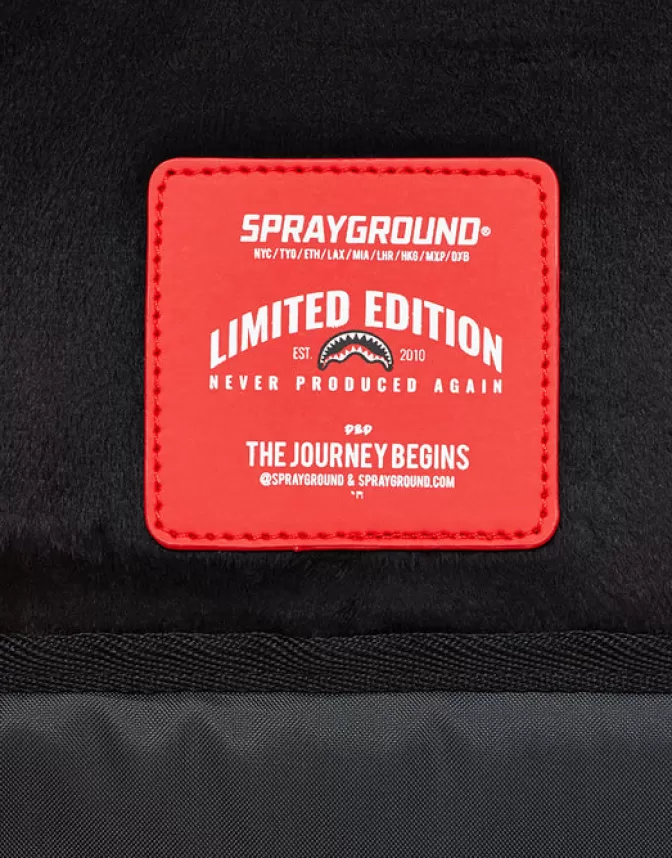 SPRAYGROUND®
NYC/TYO/ETH/LAX/MIA/LHR/HKG/MXP/DXB
LIMITED EDITION
EST. 2010
NEVER PRODUCED AGAIN
THE JOURNEY BEGINS
@SPRAYGROUND & SPRAYGROUND.COM